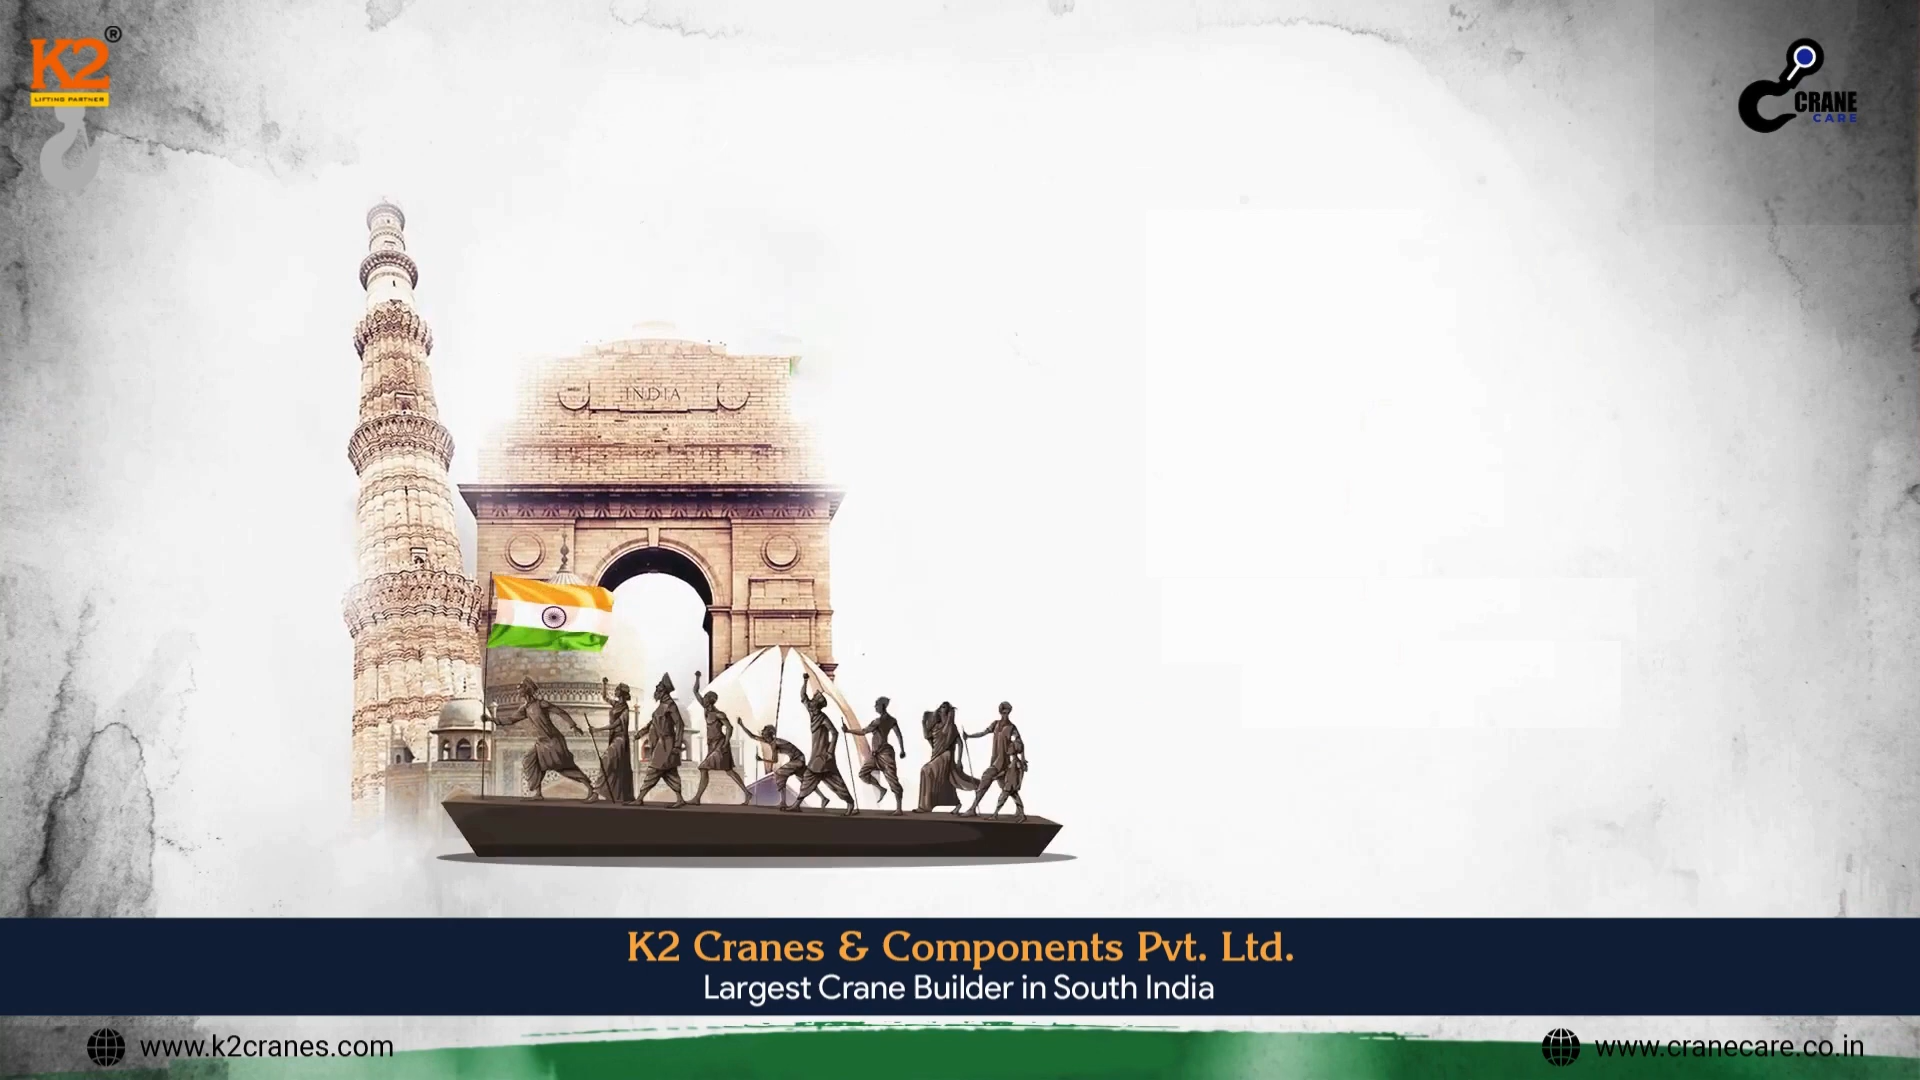 K2®
LIFTING PARTNER
CRANE
CARE
INDIA
K2 Cranes & Components Pvt. Ltd.
Largest Crane Builder in South India
www.k2cranes.com
www.cranecare.co.in